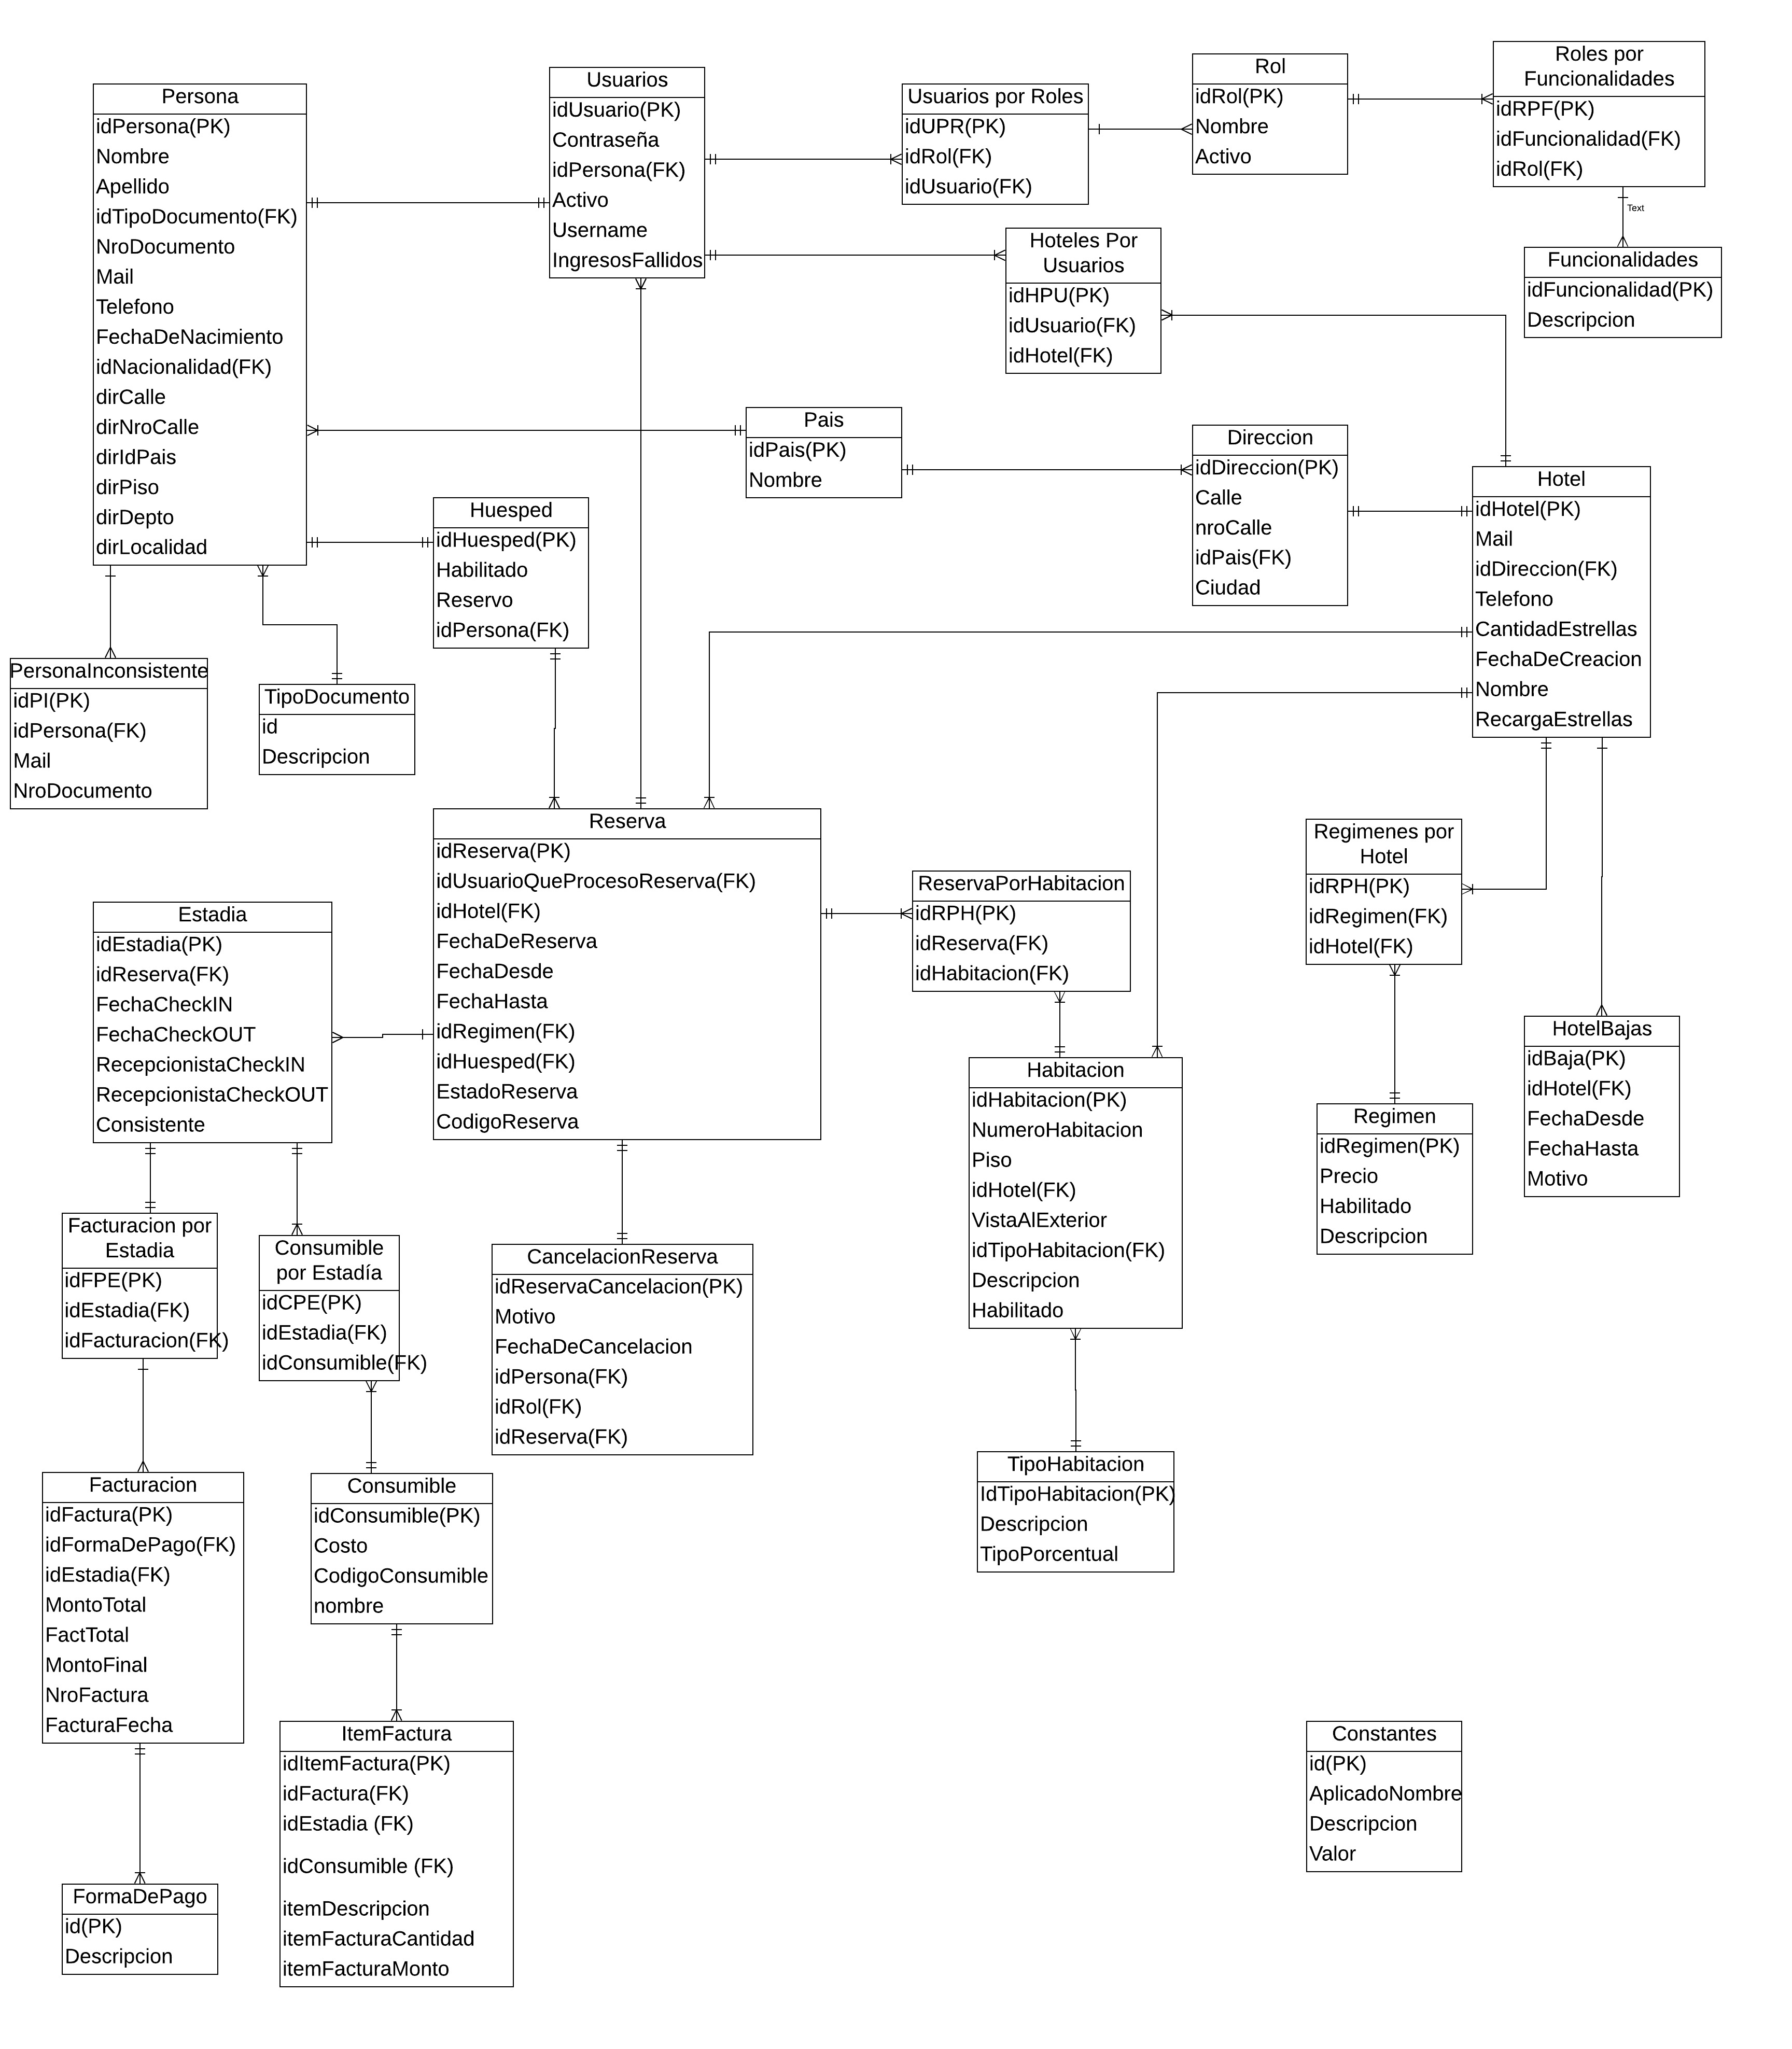 Persona
idPersona(PK)
Nombre
Apellido
idTipoDocumento(FK)
NroDocumento
Mail
Telefono
FechaDeNacimiento
idNacionalidad(FK)
dirCalle
dirNroCalle
dirIdPais
dirPiso
dirDepto
dirLocalidad
Usuarios
idUsuario(PK)
Contraseña
idPersona(FK)
Activo
Username
IngresosFallidos
Usuarios por Roles
idUPR(PK)
idRol(FK)
idUsuario(FK)
Rol
idRol(PK)
Nombre
Activo
Roles por
Funcionalidades
idRPF(PK)
idFuncionalidad(FK)
idRol(FK)
Text
Funcionalidades
idFuncionalidad(PK)
Descripcion
Hoteles Por
Usuarios
idHPU(PK)
idUsuario(FK)
idHotel(FK)
Pais
idPais(PK)
Nombre
Direccion
idDireccion(PK)
Calle
nroCalle
idPais(FK)
Ciudad
Hotel
idHotel(PK)
Mail
idDireccion(FK)
Telefono
CantidadEstrellas
FechaDeCreacion
Nombre
RecargaEstrellas
Huesped
idHuesped(PK)
Habilitado
Reservo
idPersona(FK)
PersonaInconsistente
idPI(PK)
idPersona(FK)
Mail
NroDocumento
TipoDocumento
id
Descripcion
Reserva
idReserva(PK)
idUsuarioQueProcesoReserva(FK)
idHotel(FK)
FechaDeReserva
FechaDesde
FechaHasta
idRegimen(FK)
idHuesped(FK)
EstadoReserva
CodigoReserva
ReservaPorHabitacion
idRPH(PK)
idReserva(FK)
idHabitacion(FK)
Regimenes por
Hotel
idRPH(PK)
idRegimen(FK)
idHotel(FK)
Estadia
idEstadia(PK)
idReserva(FK)
FechaCheckIN
FechaCheckOUT
RecepcionistaCheckIN
RecepcionistaCheckOUT
Consistente
Habitacion
idHabitacion(PK)
NumeroHabitacion
Piso
idHotel(FK)
VistaAlExterior
idTipoHabitacion(FK)
Descripcion
Habilitado
Regimen
idRegimen(PK)
Precio
Habilitado
Descripcion
HotelBajas
idBaja(PK)
idHotel(FK)
FechaDesde
FechaHasta
Motivo
Facturacion por
Estadia
idFPE(PK)
idEstadia(FK)
idFacturacion(FK)
Consumible
por Estadía
idCPE(PK)
idEstadia(FK)
idConsumible(FK)
CancelacionReserva
idReservaCancelacion(PK)
Motivo
FechaDeCancelacion
idPersona(FK)
idRol(FK)
idReserva(FK)
TipoHabitacion
IdTipoHabitacion(PK)
Descripcion
TipoPorcentual
Facturacion
idFactura(PK)
idFormaDePago(FK)
idEstadia(FK)
MontoTotal
FactTotal
MontoFinal
NroFactura
FacturaFecha
Consumible
idConsumible(PK)
Costo
CodigoConsumible
nombre
ItemFactura
idItemFactura(PK)
idFactura(FK)
idEstadia (FK)
idConsumible (FK)
itemDescripcion
itemFacturaCantidad
itemFacturaMonto
FormaDePago
id(PK)
Descripcion
Constantes
id(PK)
AplicadoNombre
Descripcion
Valor